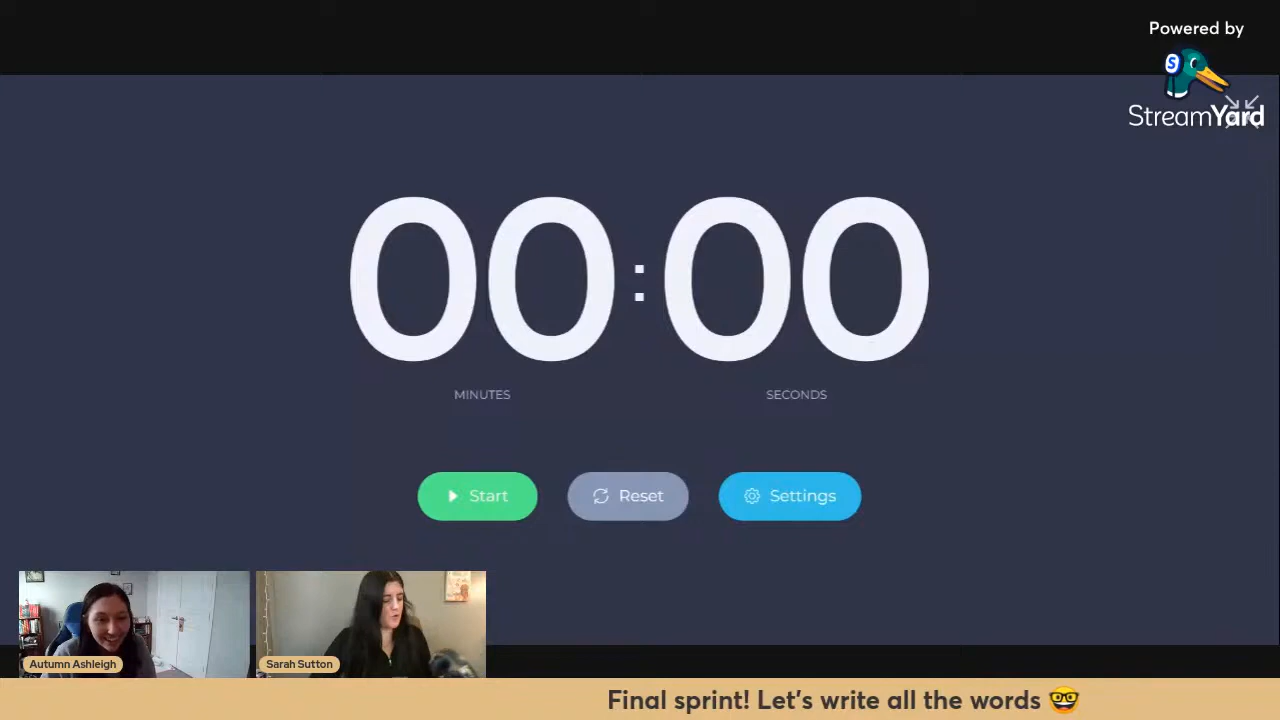 Powered by
S
StreamYard
00:00
MINUTES
SECONDS
Start
Reset
Settings
Autumn Ashleigh
Sarah Sutton
Final sprint! Let's write all the words 🤓